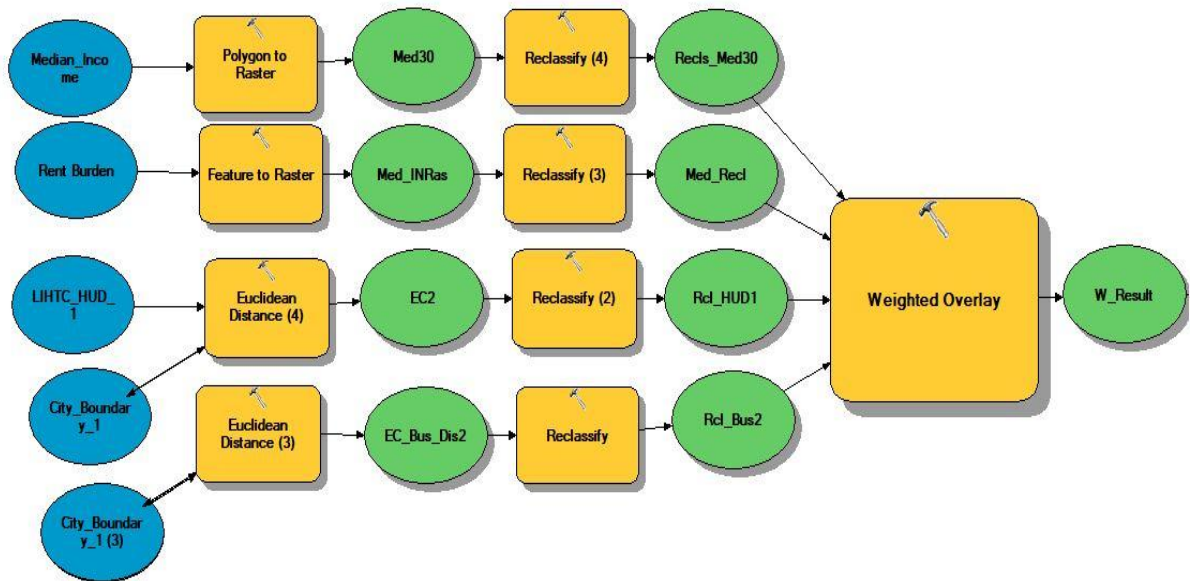 Median_Inco
me
Polygon to
Raster
Med30
Reclassify (4)
Recls_Med30
Rent Burden
Feature to Raster
Med_INRas
Reclassify (3)
Med_Recl
LIHTC_HUD_
1
Euclidean
Distance (4)
EC2
Reclassify (2)
Rcl_HUD1
Weighted Overlay
W_Result
City_Boundar
y_1
Euclidean
Distance (3)
EC_Bus_Dis2
Reclassify
Rcl_Bus2
City_Boundar
y_1 (3)